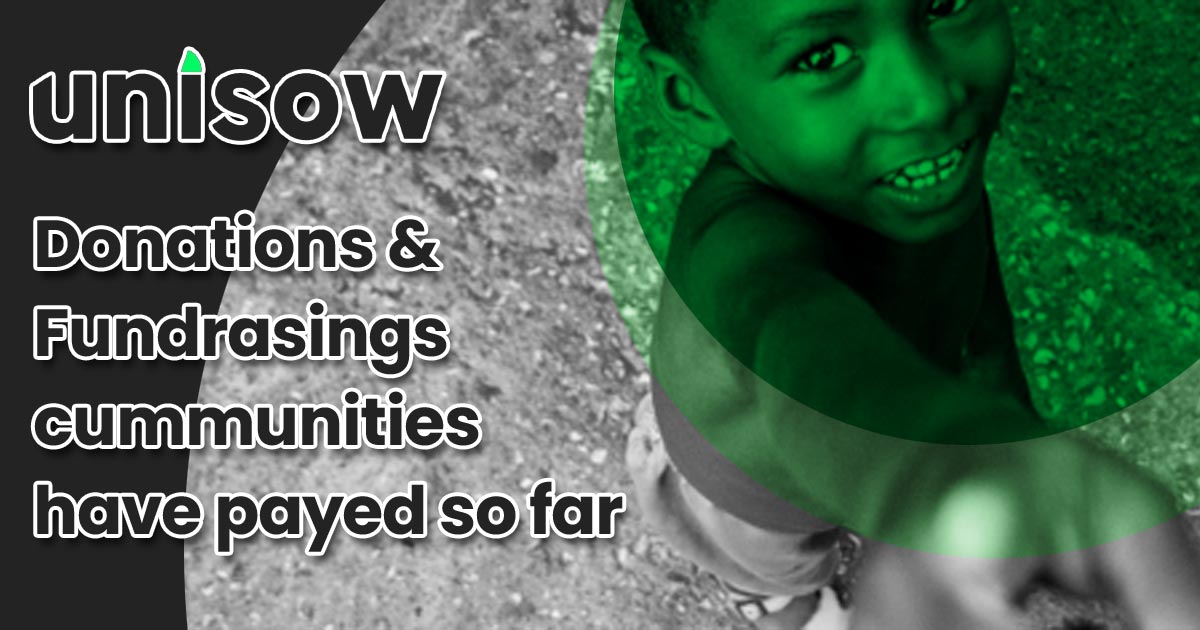 unisow
Donations &
Fundrasings
cummunities
have payed so far